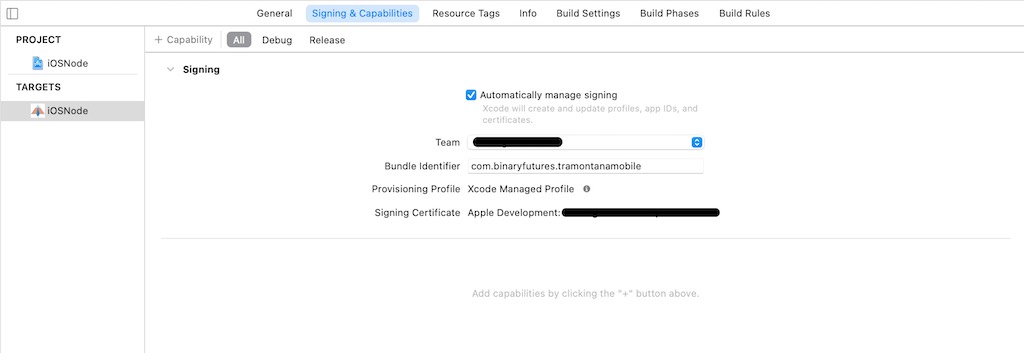 General Signing & Capabilities Resource Tags Info Build Settings Build Phases Build Rules
PROJECT
iOSNode
TARGETS
iOSNode
+ Capability All Debug Release
Signing
Automatically manage signing
Xcode will create and update profiles, app IDs, and
certificates.
Team
Bundle Identifier com.binaryfutures.tramontanamobile
Provisioning Profile Xcode Managed Profile
Signing Certificate Apple Development:
Add capabilities by clicking the "+" button above.